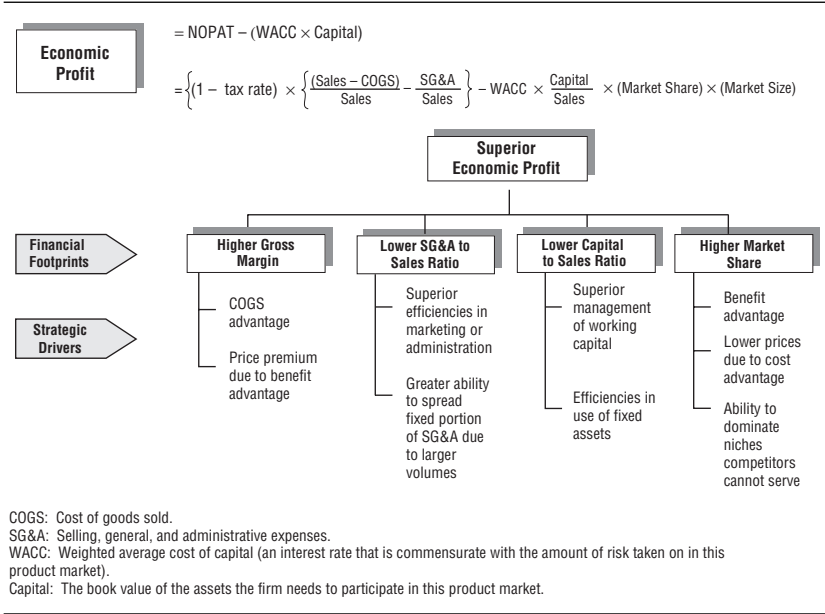 Economic
Profit
= NOPAT – (WACC × Capital)
={(1 – tax rate) × {(Sales – COGS)/Sales – SG&A/Sales} – WACC × Capital/Sales × (Market Share) × (Market Size)
Superior
Economic Profit
Financial
Footprints
Higher Gross
Margin
Lower SG&A to
Sales Ratio
Lower Capital
to Sales Ratio
Higher Market
Share
Strategic
Drivers
COGS
advantage
Price premium
due to benefit
advantage
Superior
efficiencies in
marketing or
administration
Greater ability
to spread
fixed portion
of SG&A due
to larger
volumes
Superior
management
of working
capital
Efficiencies in
use of fixed
assets
Benefit
advantage
Lower prices
due to cost
advantage
Ability to
dominate
niches
competitors
cannot serve
COGS: Cost of goods sold.
SG&A: Selling, general, and administrative expenses.
WACC: Weighted average cost of capital (an interest rate that is commensurate with the amount of risk taken on in this
product market).
Capital: The book value of the assets the firm needs to participate in this product market.